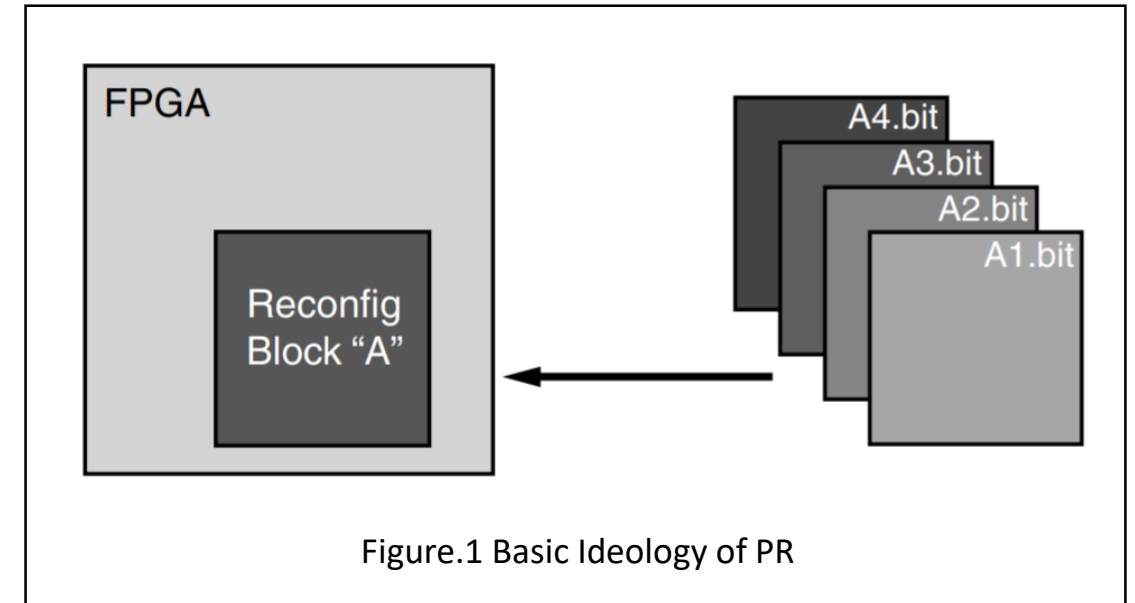 FPGA
Reconfig
Block “A”
A4.bit
A3.bit
A2.bit
A1.bit
Figure.1 Basic Ideology of PR